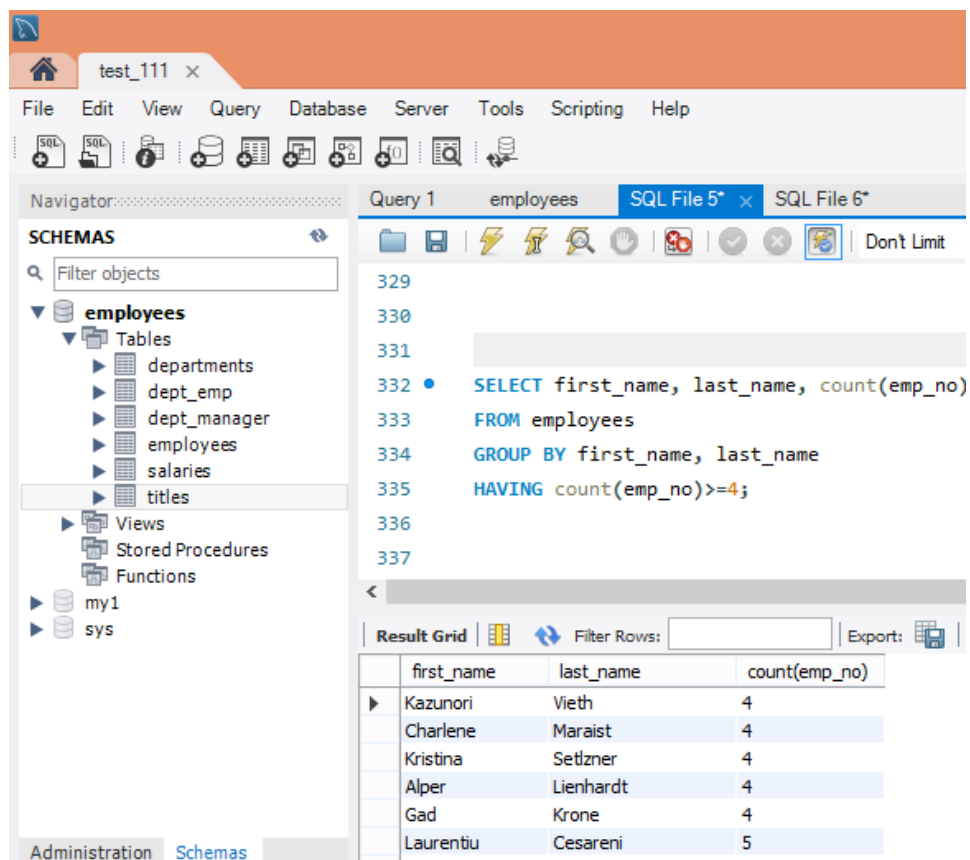 test_111
File Edit View Query Database Server Tools Scripting Help
Navigator
SCHEMAS
Filter objects
employees
Tables
departments
dept_emp
dept_manager
employees
salaries
titles
Views
Stored Procedures
Functions
my1
sys
Administration Schemas
Query 1 employees SQL File 5* SQL File 6*
Don't Limit
329
330
331
332 SELECT first_name, last_name, count(emp_no)
333 FROM employees
334 GROUP BY first_name, last_name
335 HAVING count(emp_no)>=4;
336
337
Result Grid Filter Rows: Export:
first_name last_name count(emp_no)
Kazunori Vieth 4
Charlene Maraist 4
Kristina Setlzner 4
Alper Lienhardt 4
Gad Krone 4
Laurentiu Cesareni 5